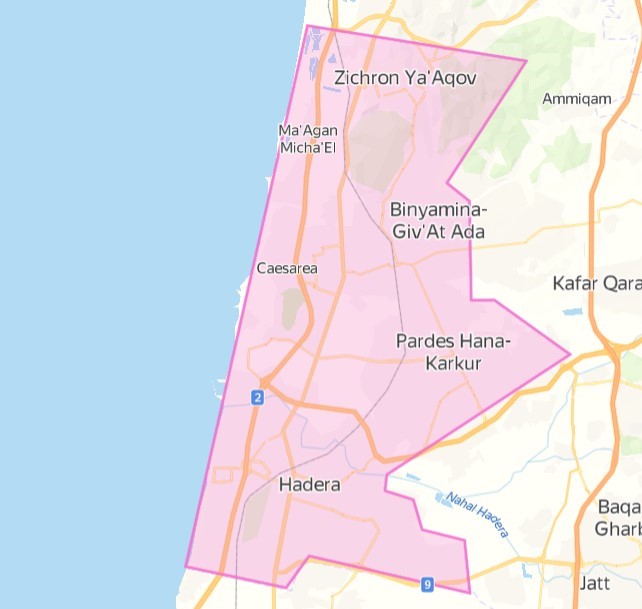 Zichron Ya'Aqov
Ammiqam
Ma'Agan
Micha'El
Binyamina-
Giv'At Ada
Caesarea
Kafar Qara
Pardes Hana-
Karkur
2
Hadera
Nahal Hadera
Baqa
Gharb
9
Jatt